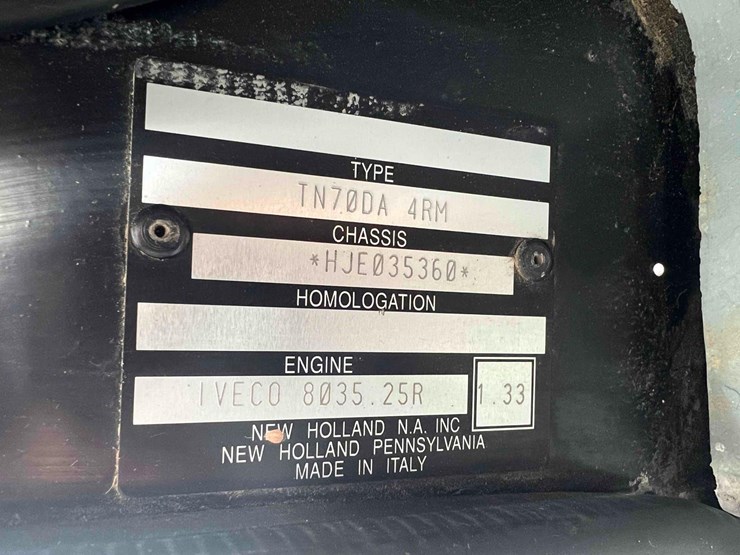 TYPE
TN70DA 4RM
CHASSIS
*HJE035360*
HOMOLOGATION
ENGINE
IVECO 8035.25R 1.33
NEW HOLLAND N.A. INC
NEW HOLLAND PENNSYLVANIA
MADE IN ITALY